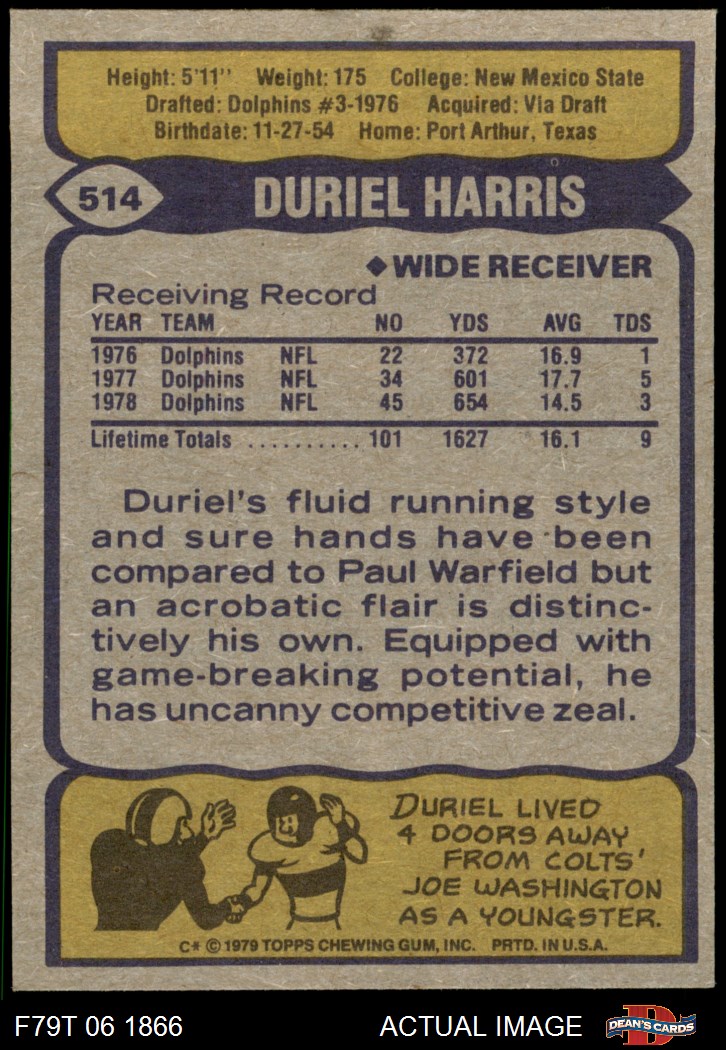 Height: 5'11" Weight: 175 College: New Mexico State
Drafted: Dolphins #3-1976 Acquired: Via Draft
Birthdate: 11-27-54 Home: Port Arthur, Texas
514 DURIEL HARRIS
◆WIDE RECEIVER
Receiving Record
YEAR TEAM NO YDS AVG TDS
1976 Dolphins NFL 22 372 16.9 1
1977 Dolphins NFL 34 601 17.7 5
1978 Dolphins NFL 45 654 14.5 3
Lifetime Totals .......... 101 1627 16.1 9
Duriel's fluid running style
and sure hands have been
compared to Paul Warfield but
an acrobatic flair is distinc-
tively his own. Equipped with
game-breaking potential, he
has uncanny competitive zeal.
DURIEL LIVED
4 DOORS AWAY
FROM COLTS'
JOE WASHINGTON
AS A YOUNGSTER.
C* © 1979 TOPPS CHEWING GUM, INC. PRTD. IN U.S.A.
F79T 06 1866 ACTUAL IMAGE D DEAN'S CARDS